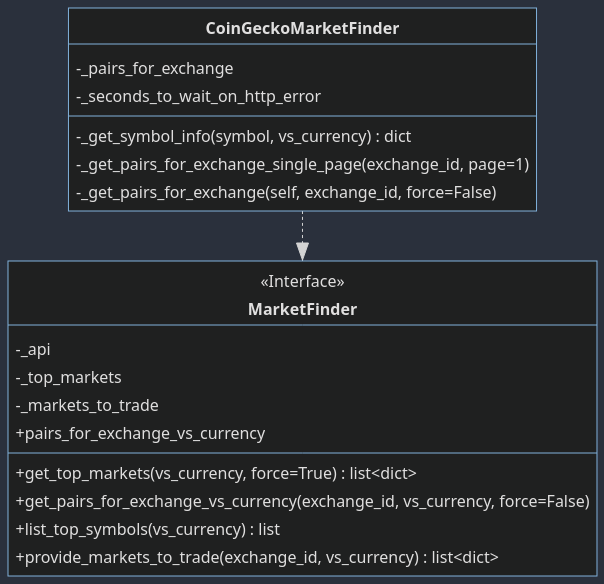 CoinGeckoMarketFinder
-_pairs_for_exchange
-_seconds_to_wait_on_http_error
-_get_symbol_info(symbol, vs_currency) : dict
-_get_pairs_for_exchange_single_page(exchange_id, page=1)
-_get_pairs_for_exchange(self, exchange_id, force=False)
«Interface»
MarketFinder
-_api
-_top_markets
-_markets_to_trade
+pairs_for_exchange_vs_currency
+get_top_markets(vs_currency, force=True) : list<dict>
+get_pairs_for_exchange_vs_currency(exchange_id, vs_currency, force=False)
+list_top_symbols(vs_currency) : list
+provide_markets_to_trade(exchange_id, vs_currency) : list<dict>